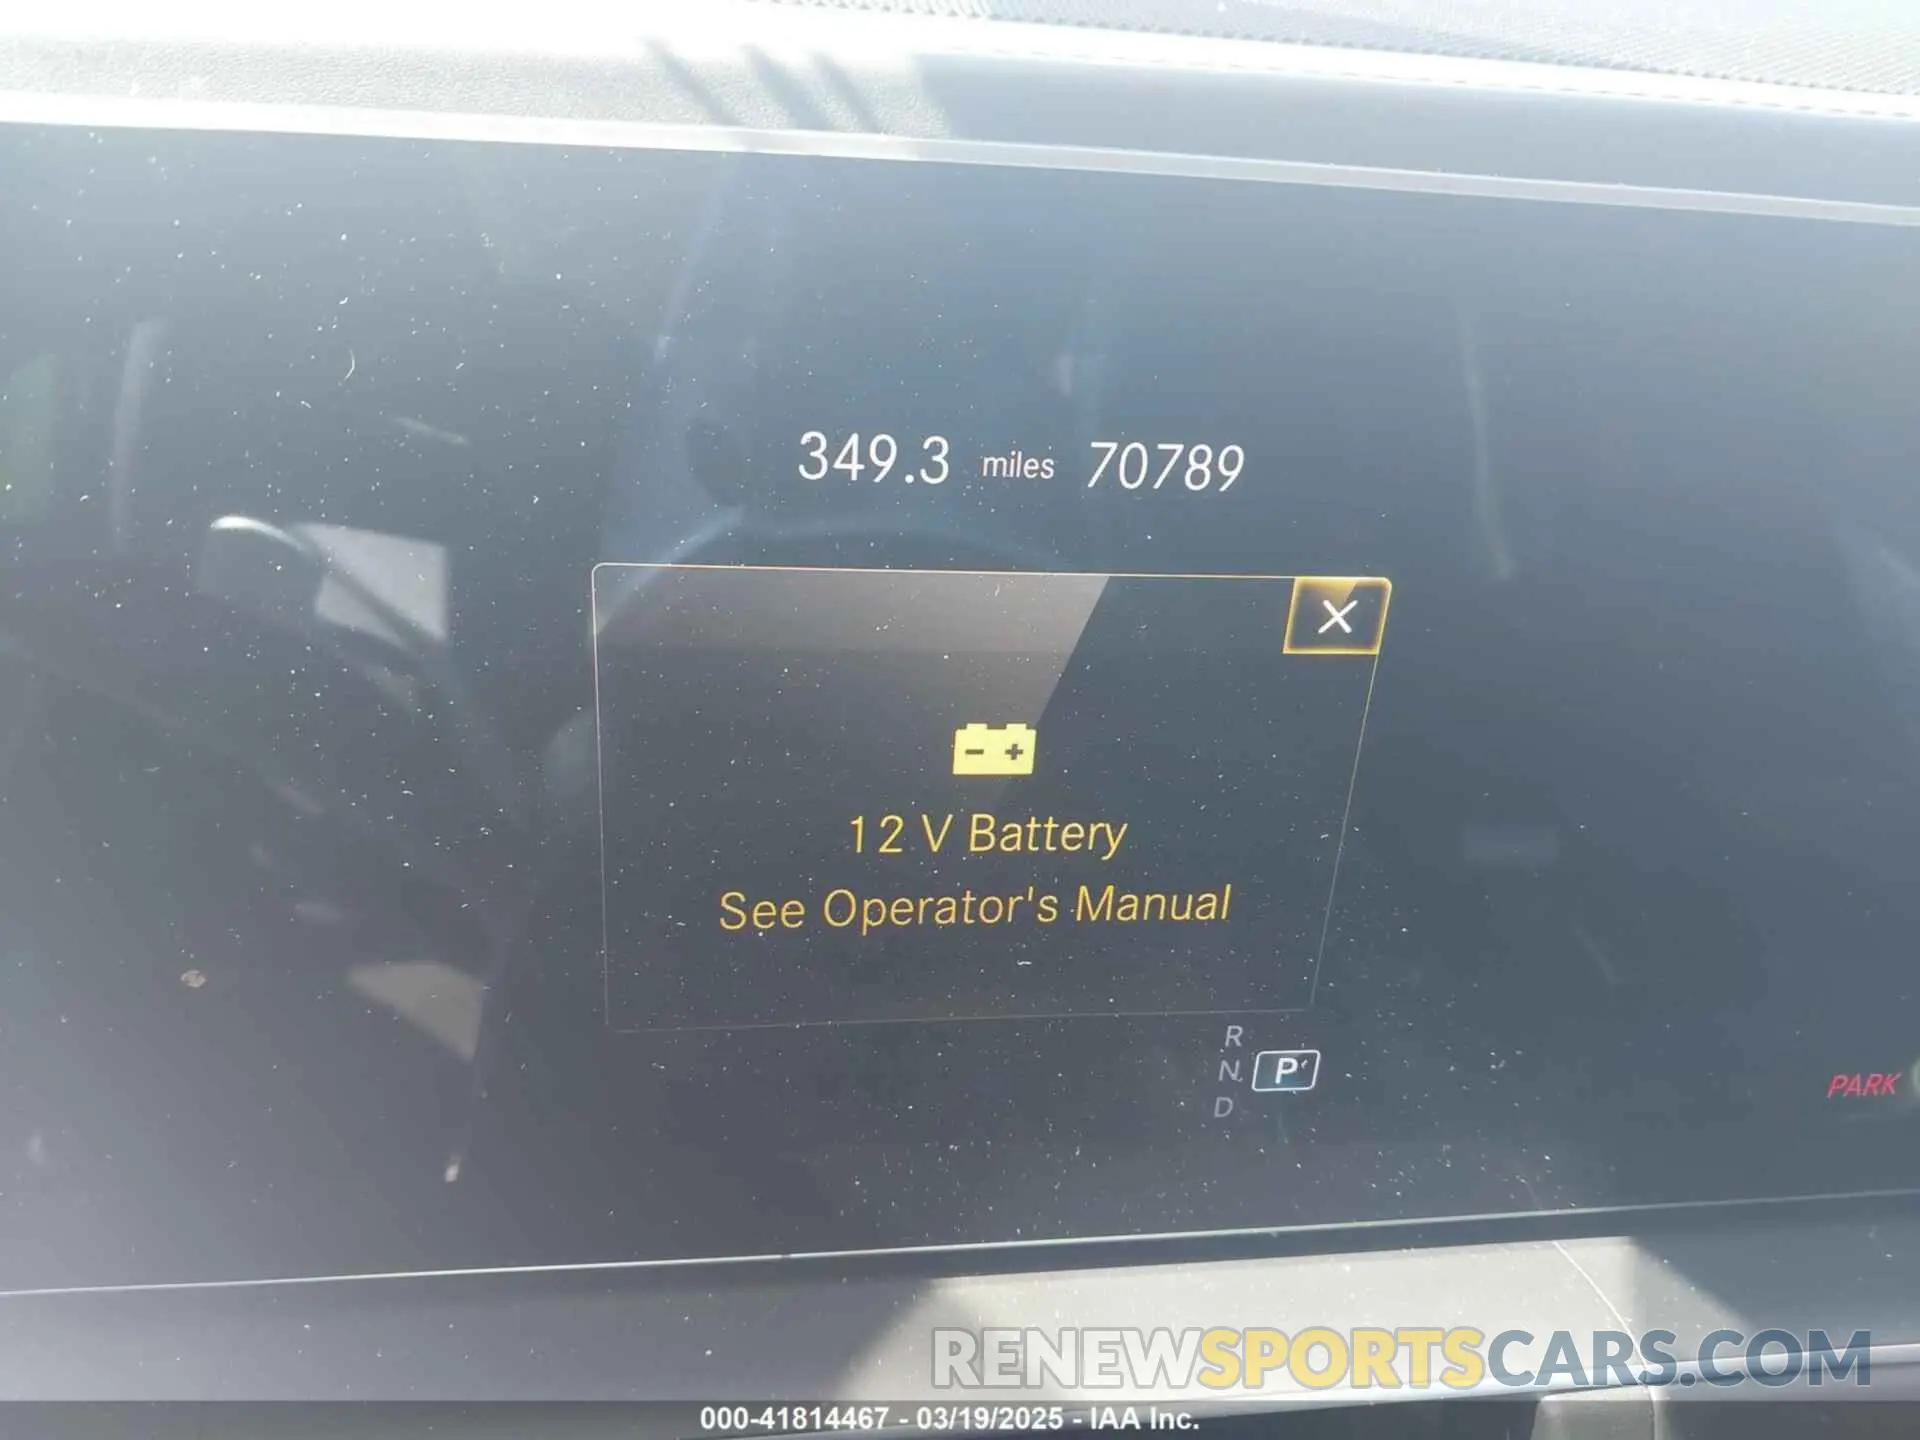 349.3 miles 70789
12 V Battery
See Operator's Manual
R
N P
D
PARK
RENEWSPORTSCARS.COM
000-41814467 - 03/19/2025 - IAA Inc.